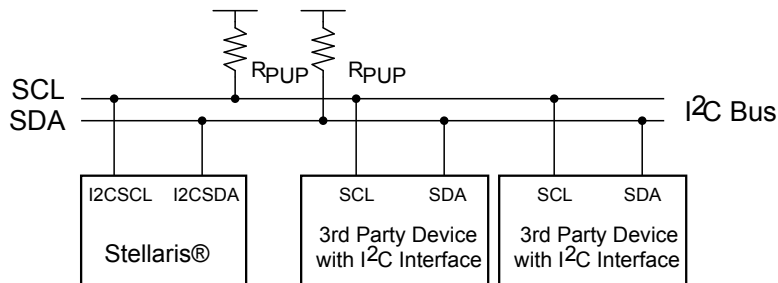 RPUP RPUP
SCL
SDA
I²C Bus
I2CSCL I2CSDA SCL SDA SCL SDA
Stellaris®
3rd Party Device
with I²C Interface
3rd Party Device
with I²C Interface